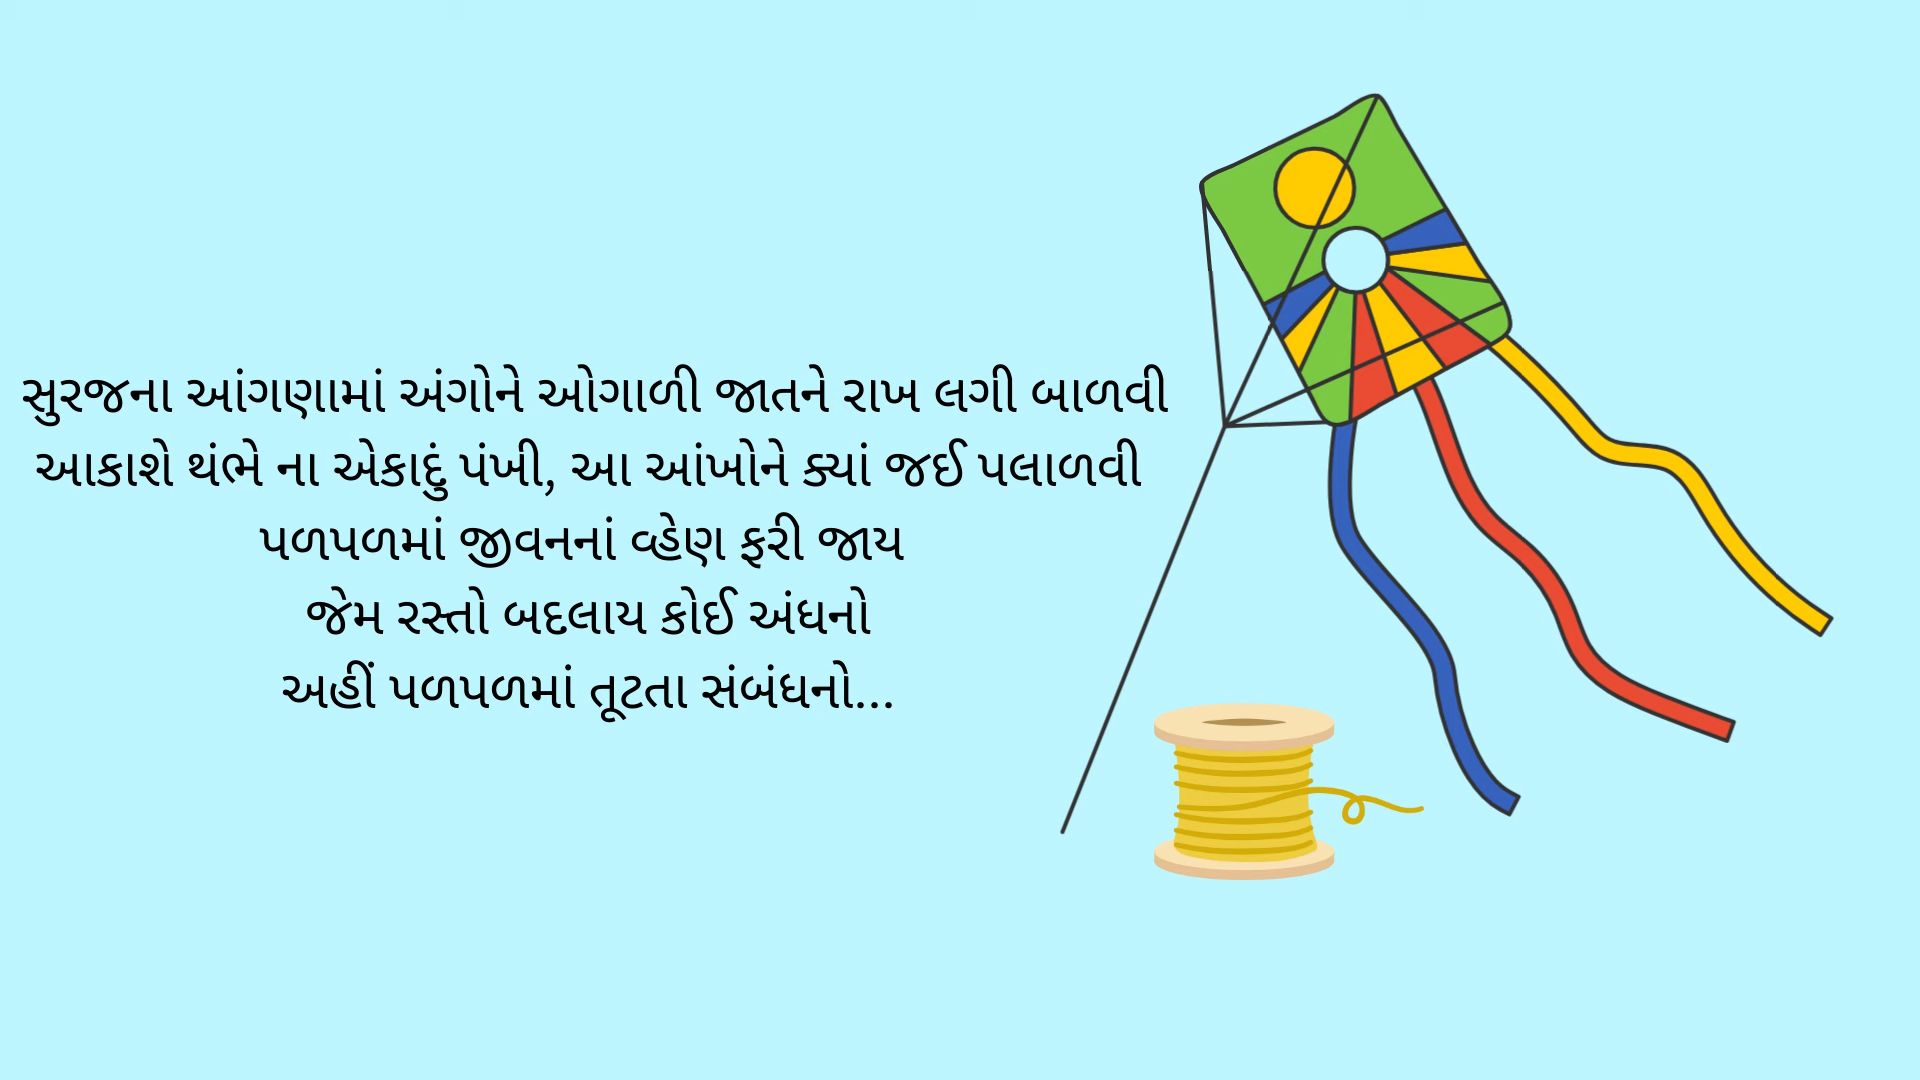 સુરજના આંગણામાં અંગોને ઓગાળી જાતને રાખ લગી બાળવી
આકાશે થંભે ના એકાદું પંખી, આ આંખોને ક્યાં જઈ પલાળવી
પળપળમાં જીવનનાં વ્હેણ ફરી જાય
જેમ રસ્તો બદલાય કોઈ અંધનો
અહીં પળપળમાં તૂટતા સંબંધનો...